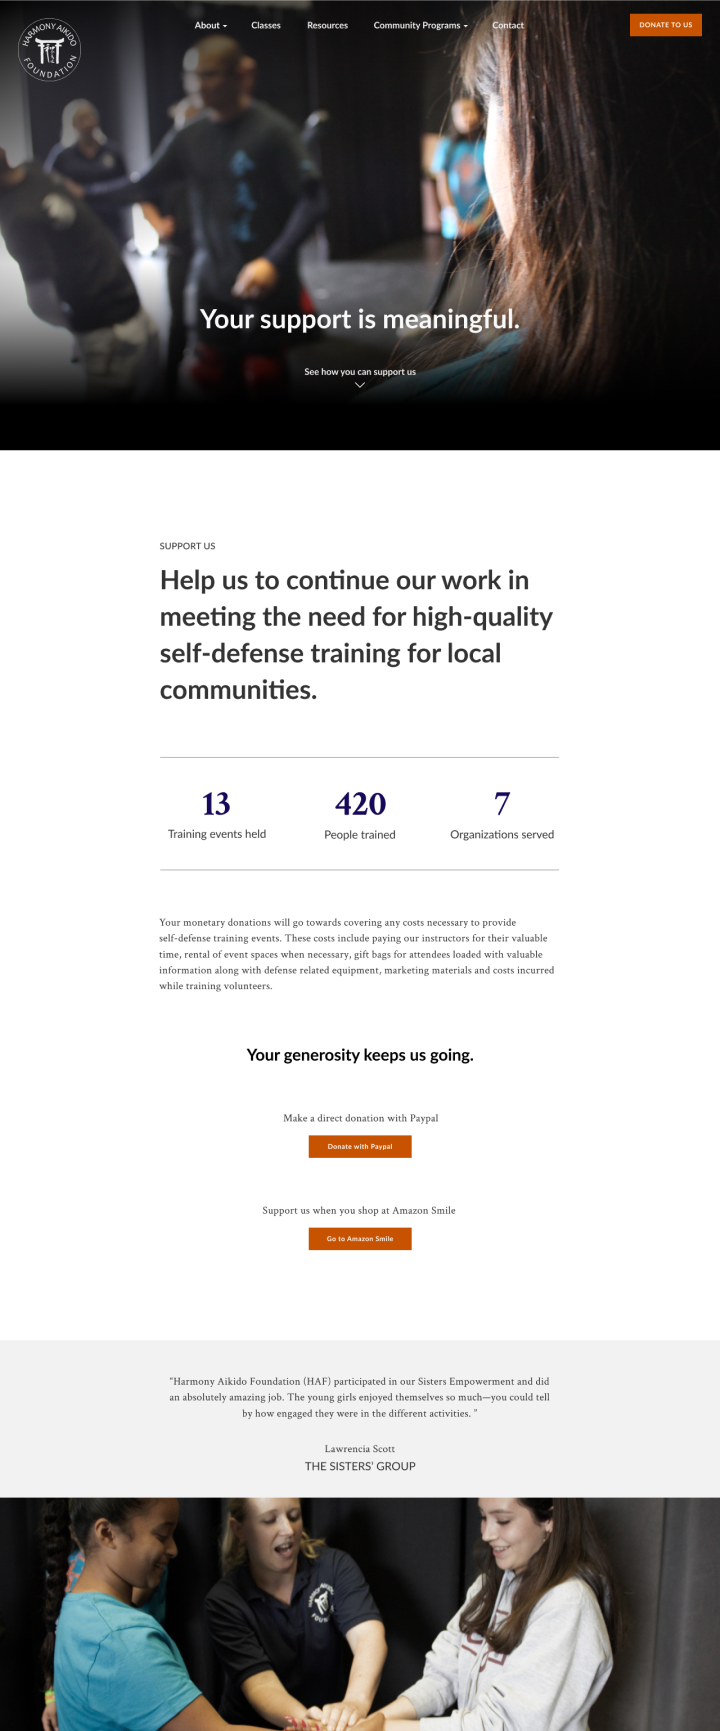 HARMONY AIKIDO
FOUNDATION
About
Classes
Resources
Community Programs
Contact
DONATE TO US
Your support is meaningful.
See how you can support us
SUPPORT US
Help us to continue our work in
meeting the need for high-quality
self-defense training for local
communities.
13
Training events held
420
People trained
7
Organizations served
Your monetary donations will go towards covering any costs necessary to provide
self-defense training events. These costs include paying our instructors for their valuable
time, rental of event spaces when necessary, gift bags for attendees loaded with valuable
information along with defense related equipment, marketing materials and costs incurred
while training volunteers.
Your generosity keeps us going.
Make a direct donation with Paypal
Donate with Paypal
Support us when you shop at Amazon Smile
Go to Amazon Smile
"Harmony Aikido Foundation (HAF) participated in our Sisters Empowerment and did
an absolutely amazing job. The young girls enjoyed themselves so much—you could tell
by how engaged they were in the different activities. "
Lawrencia Scott
THE SISTERS' GROUP